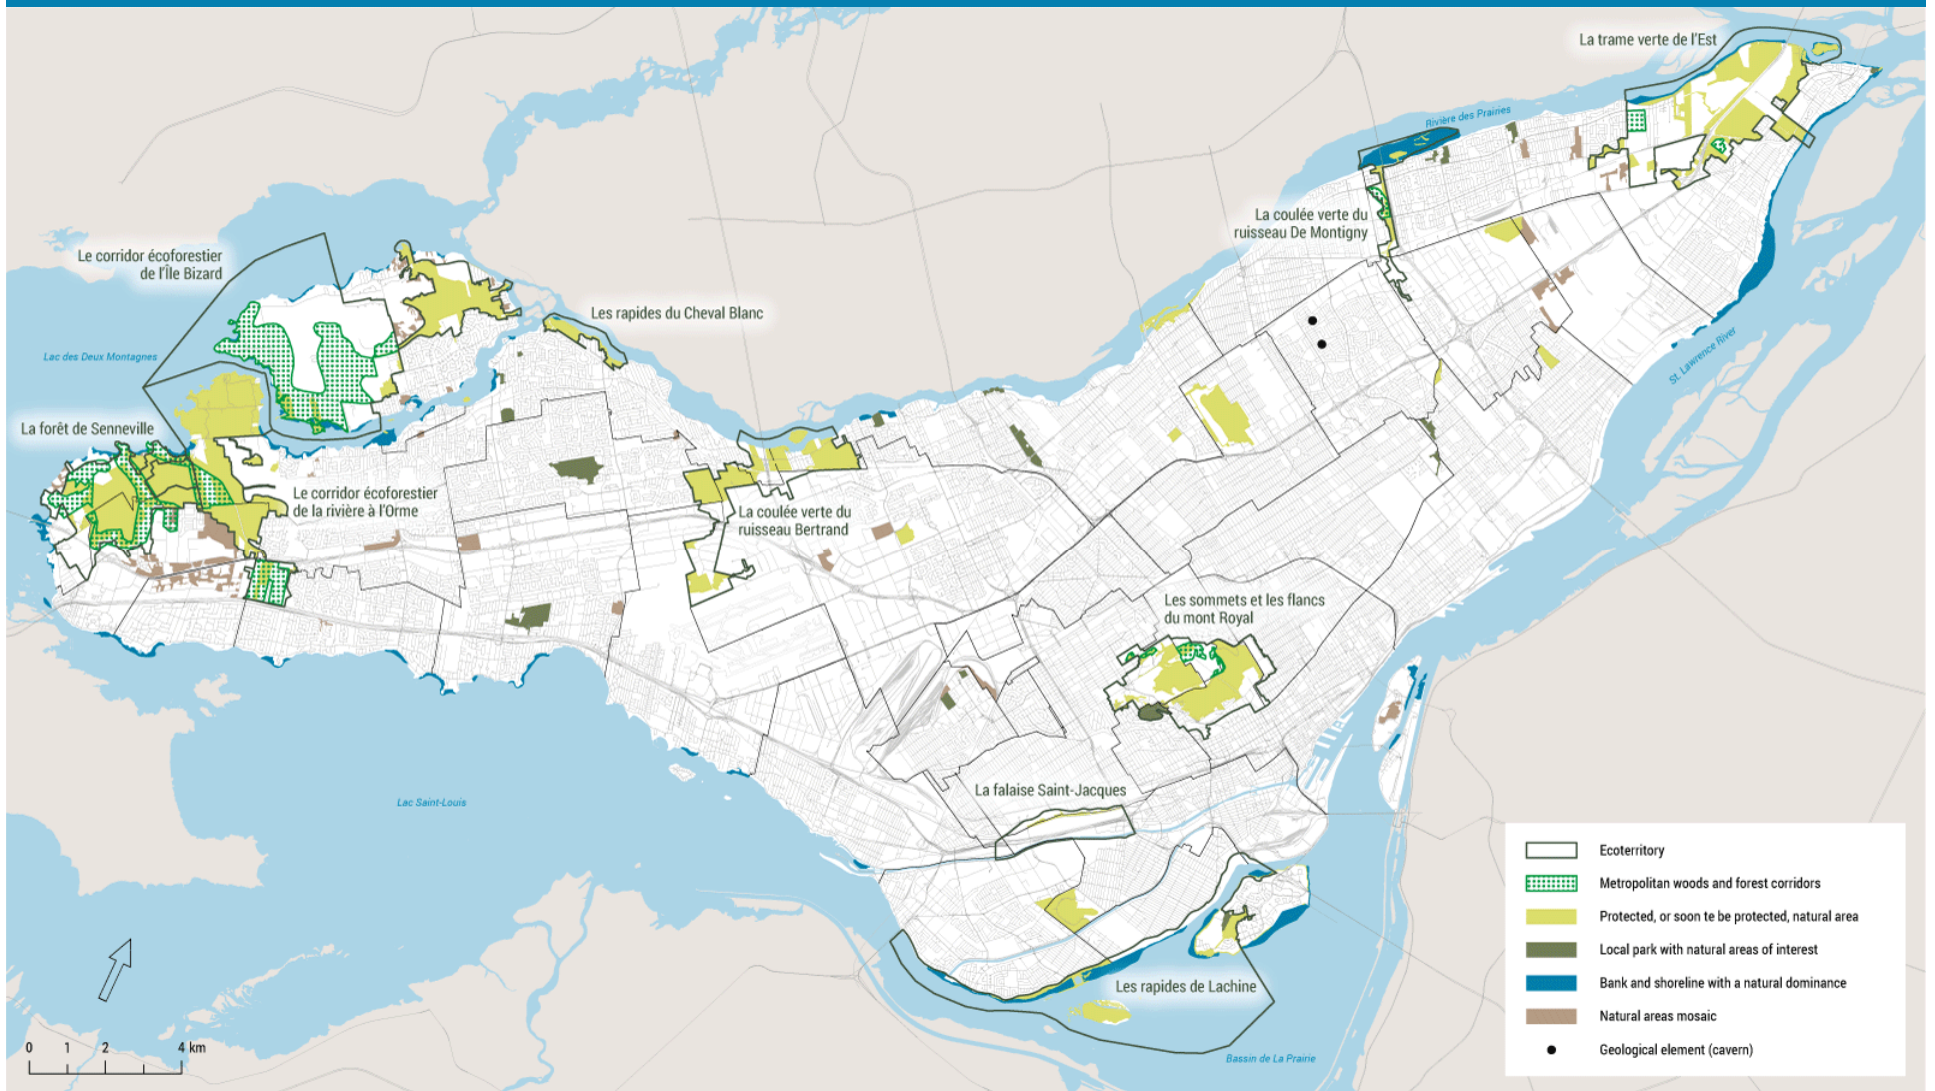 La trame verte de l'Est
Rivière des Prairies
La coulée verte du
ruisseau De Montigny
Le corridor écoforestier
de l'Île Bizard
Les rapides du Cheval Blanc
Lac des Deux Montagnes
St. Lawrence River
La forêt de Senneville
Le corridor écoforestier
de la rivière à l'Orme
La coulée verte du
ruisseau Bertrand
Les sommets et les flancs
du mont Royal
Lac Saint-Louis
La falaise Saint-Jacques
Les rapides de Lachine
Bassin de La Prairie
0 1 2 4 km
Ecoterritory
Metropolitan woods and forest corridors
Protected, or soon te be protected, natural area
Local park with natural areas of interest
Bank and shoreline with a natural dominance
Natural areas mosaic
Geological element (cavern)